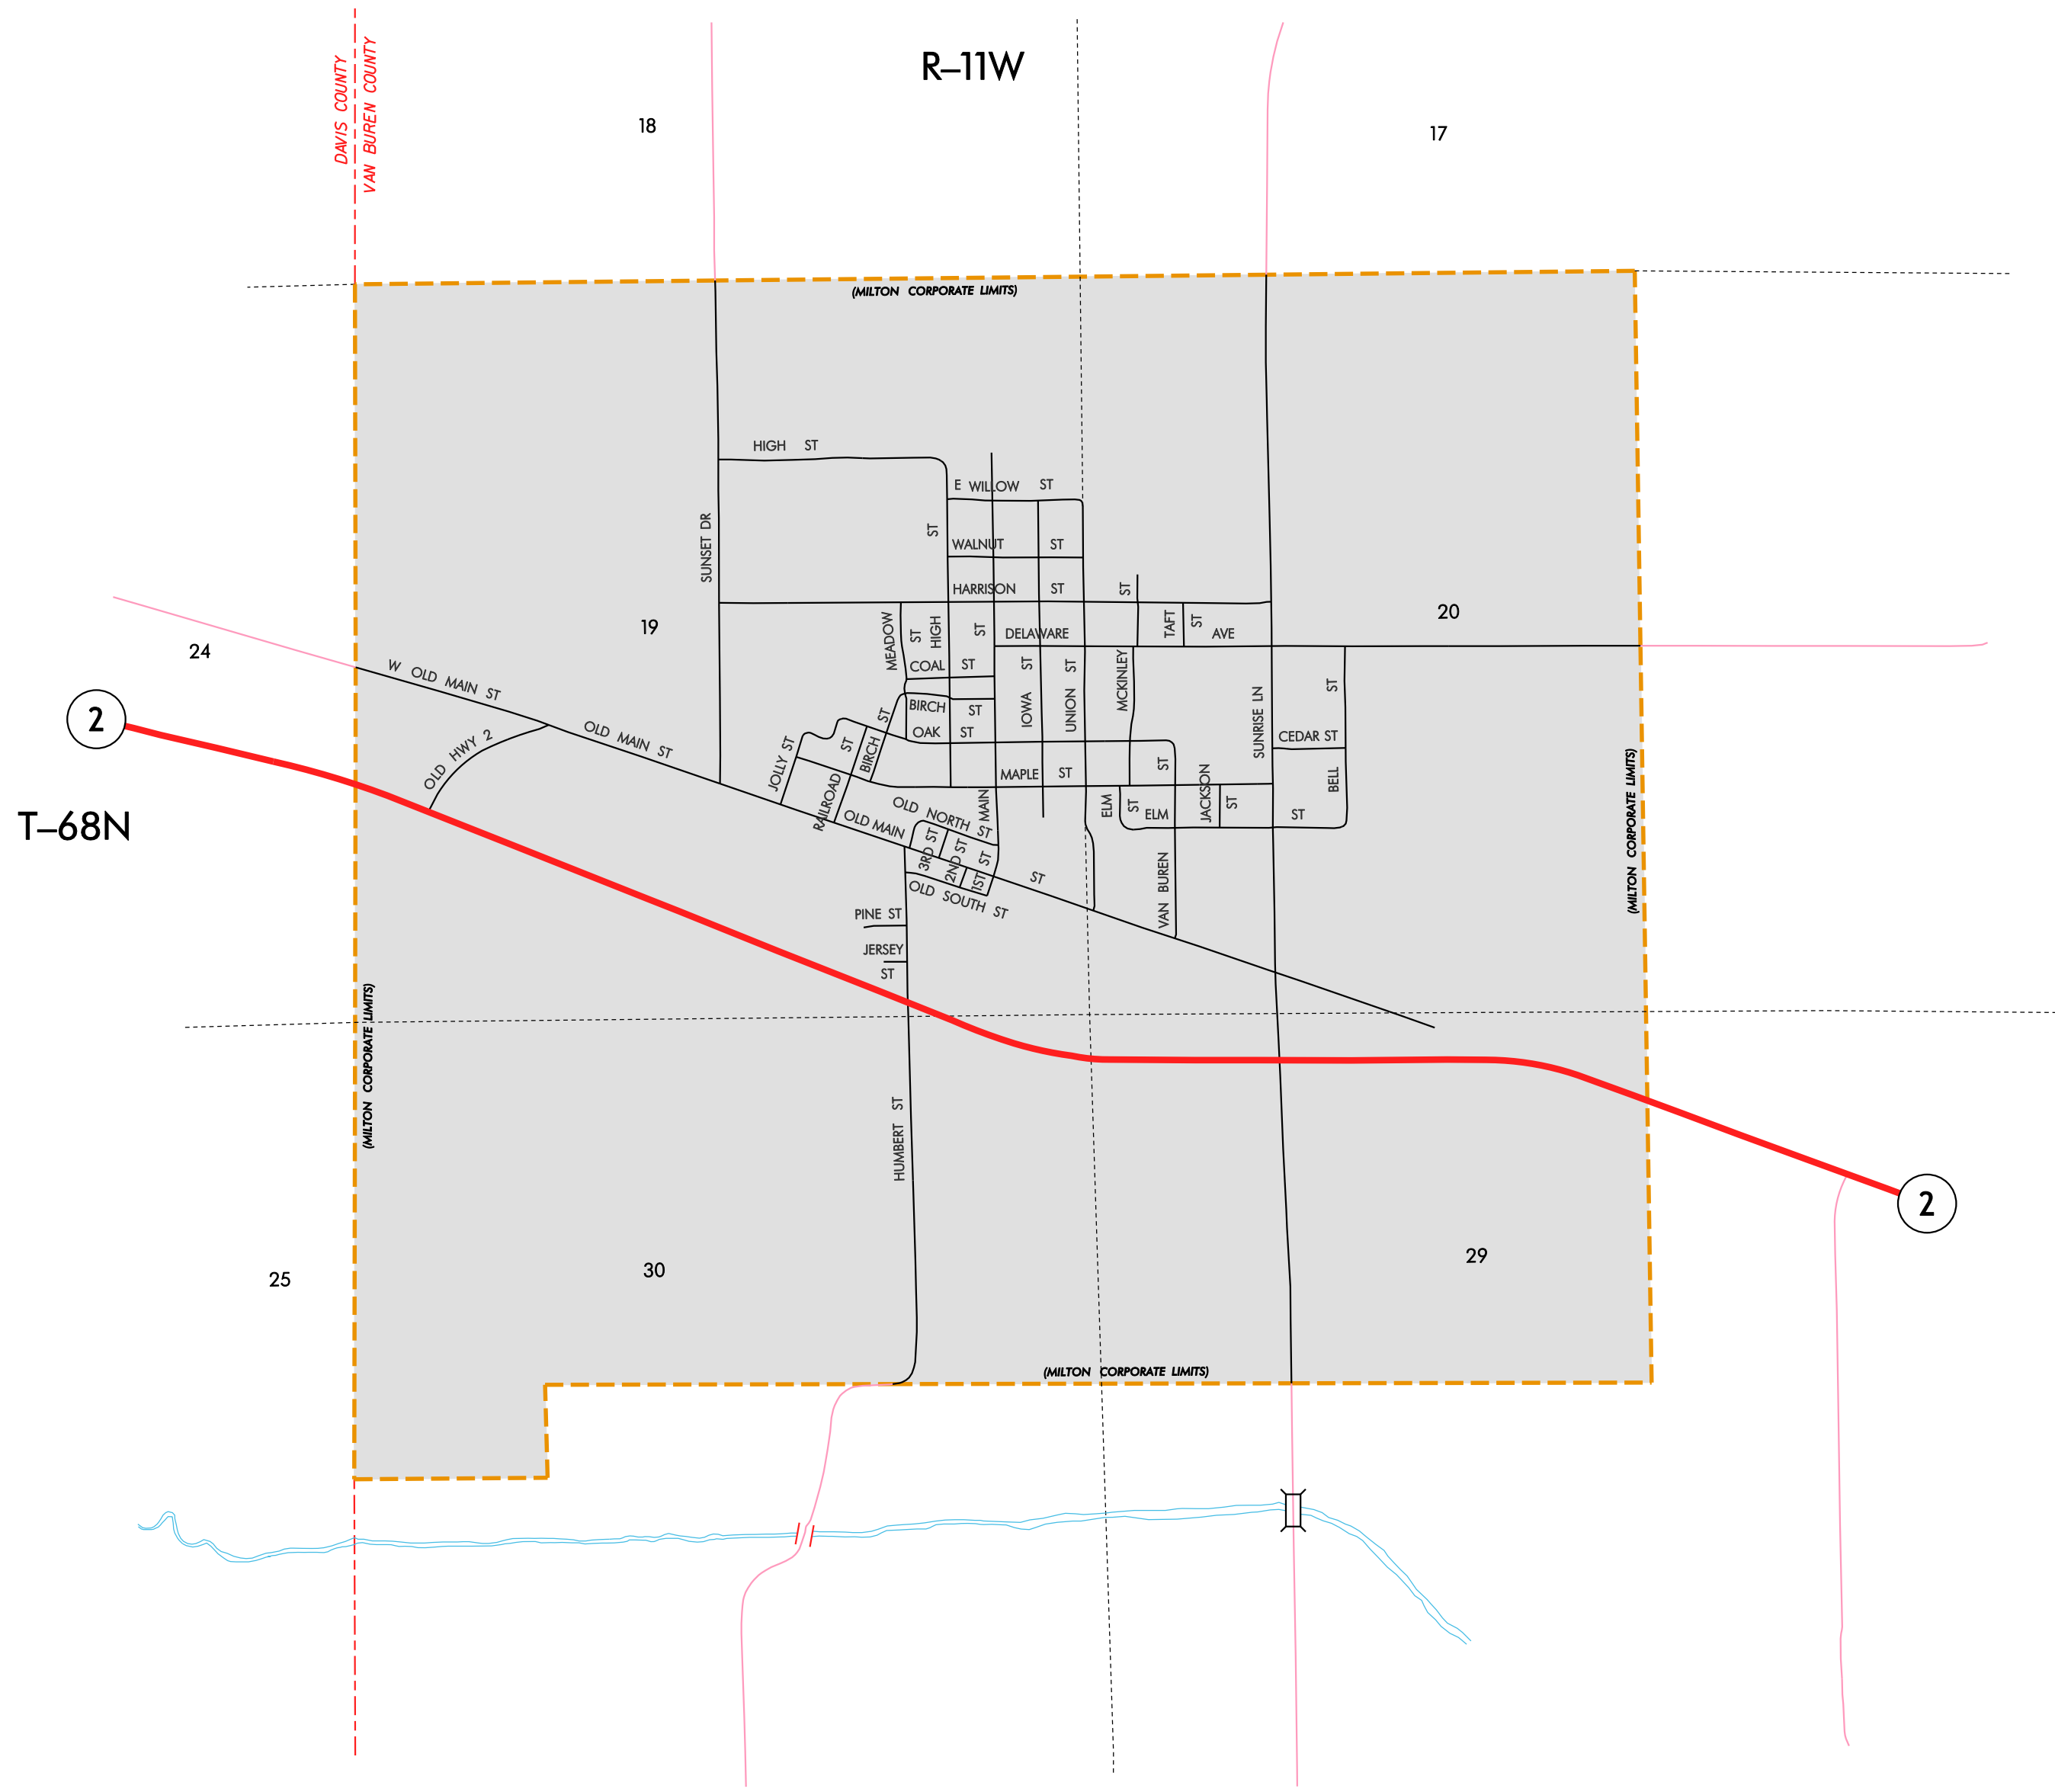 R–11W
DAVIS COUNTY
VAN BUREN COUNTY
18
17
(MILTON CORPORATE LIMITS)
HIGH ST
E WILLOW ST
SUNSET DR
ST
WALNUT ST
HARRISON ST
ST
20
19
24
MEADOW ST
HIGH
ST
DELAWARE AVE
TAFT ST
COAL ST
IOWA ST
UNION ST
MCKINLEY
SUNRISE LN
ST
W OLD MAIN ST
2
OLD HWY 2
OLD MAIN ST
BIRCH ST
OAK ST
CEDAR ST
JOLLY ST
ST
BIRCH ST
MAPLE ST
ST
JACKSON ST
BELL
RAILROAD
OLD NORTH ST
MAIN
ELM ST
ELM ST
T–68N
OLD MAIN ST
3RD ST
2ND ST
1ST
ST
OLD SOUTH ST
VAN BUREN
(MILTON CORPORATE LIMITS)
PINE ST
JERSEY
ST
(MILTON CORPORATE LIMITS)
HUMBERT ST
2
25
30
29
(MILTON CORPORATE LIMITS)